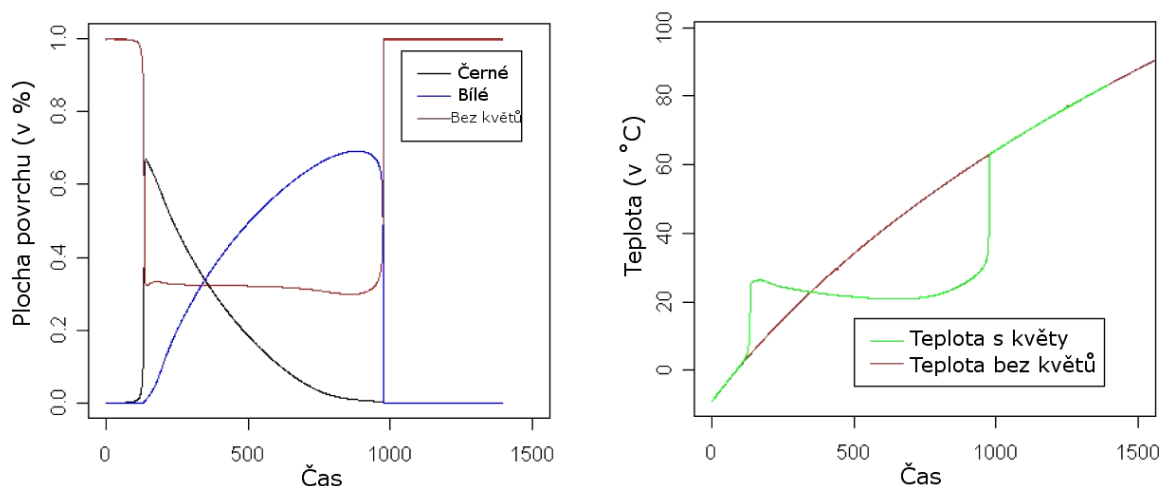 Plocha povrchu (v %)
1.0
0.8
0.6
0.4
0.2
0.0
Černé
Bílé
Bez květů
0
500
1000
1500
Čas
Teplota (v ˚C)
100
80
60
40
20
0
Teplota s květy
Teplota bez květů
0
500
1000
1500
Čas